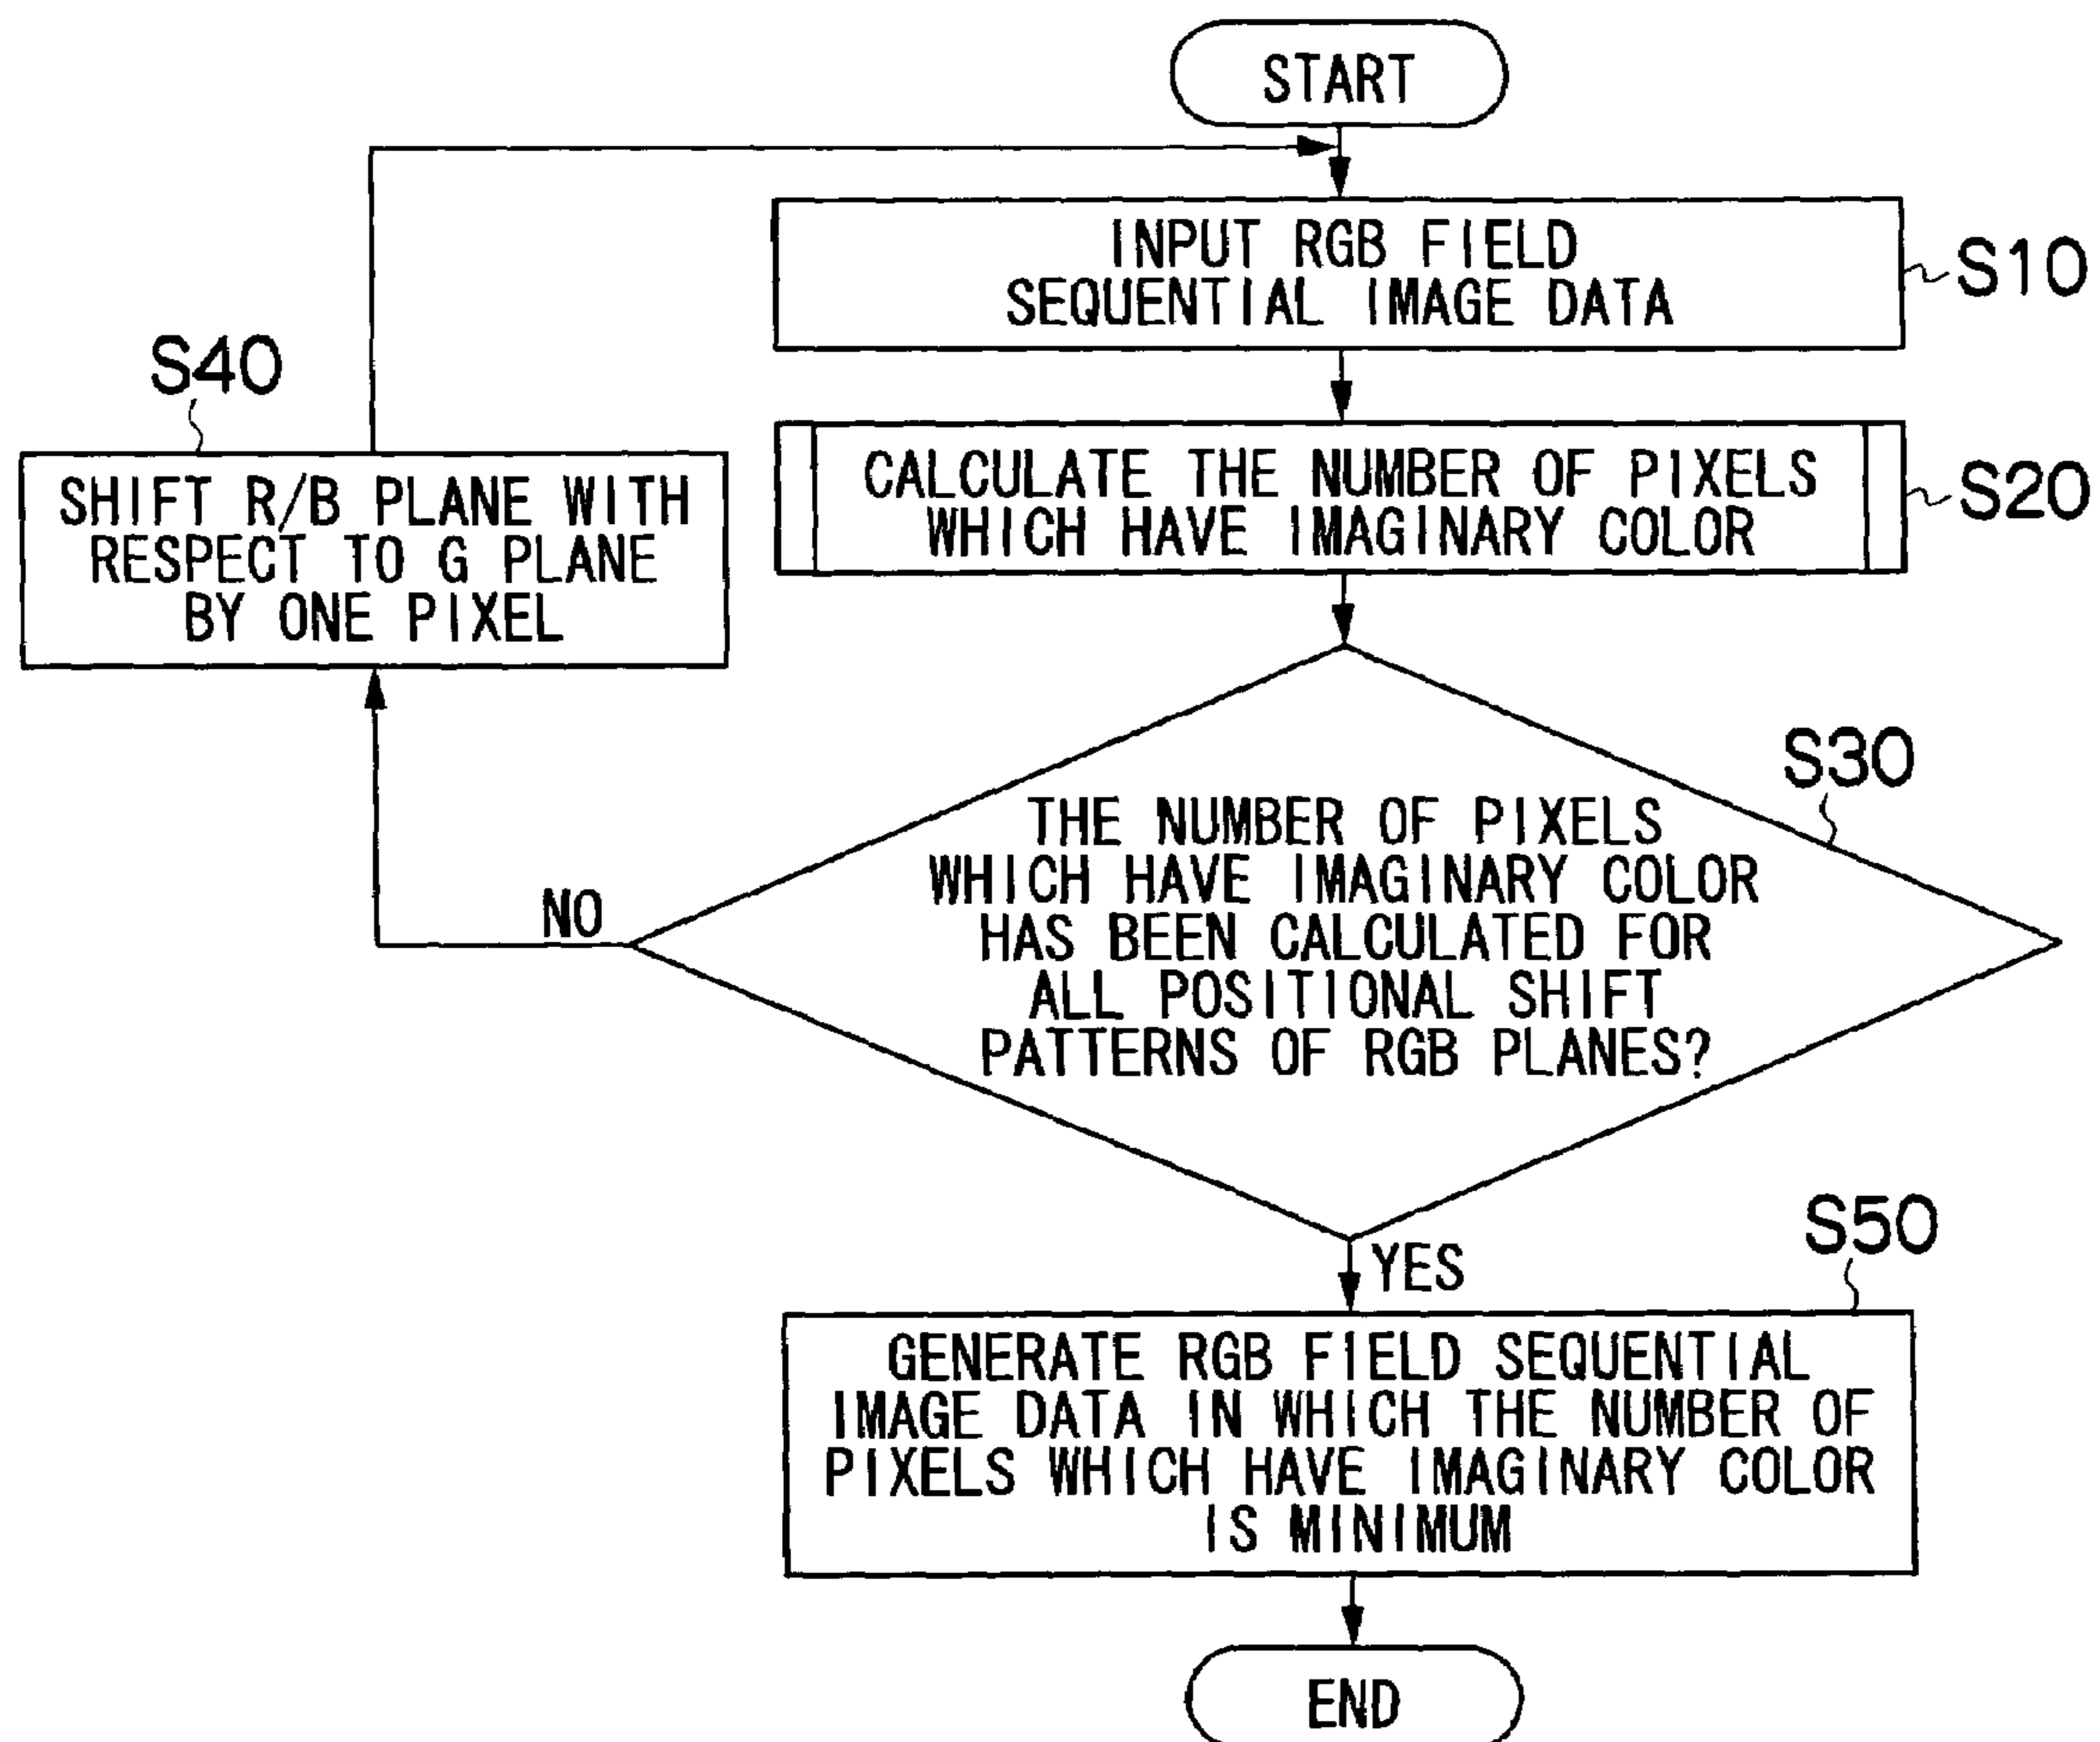 START
INPUT RGB FIELD
SEQUENTIAL IMAGE DATA
S10
S40
SHIFT R/B PLANE WITH
RESPECT TO G PLANE
BY ONE PIXEL
CALCULATE THE NUMBER OF PIXELS
WHICH HAVE IMAGINARY COLOR
S20
S30
THE NUMBER OF PIXELS
WHICH HAVE IMAGINARY COLOR
HAS BEEN CALCULATED FOR
ALL POSITIONAL SHIFT
PATTERNS OF RGB PLANES?
NO
YES
S50
GENERATE RGB FIELD SEQUENTIAL
IMAGE DATA IN WHICH THE NUMBER OF
PIXELS WHICH HAVE IMAGINARY COLOR
IS MINIMUM
END